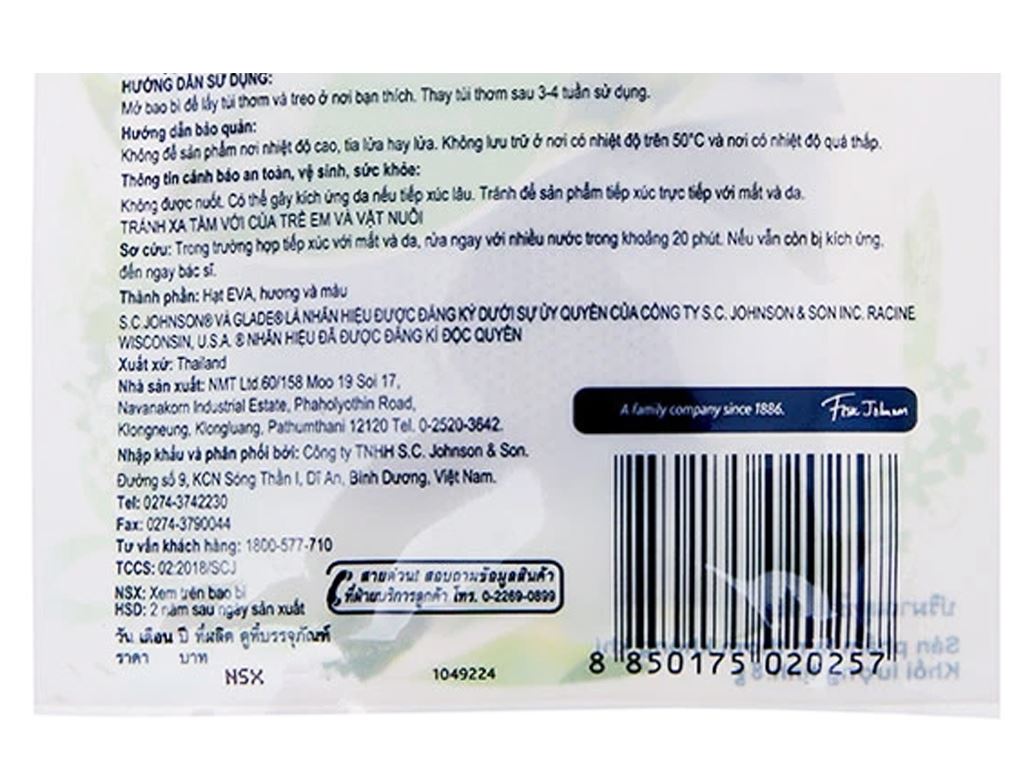 HƯỚNG DẪN SỬ DỤNG:
Mở bao bì để lấy túi thơm và treo ở nơi bạn thích. Thay túi thơm sau 3-4 tuần sử dụng.
Hướng dẫn bảo quản:
Không để sản phẩm nơi nhiệt độ cao, tia lửa hay lửa. Không lưu trữ ở nơi có nhiệt độ trên 50°C và nơi có nhiệt độ quá thấp.
Thông tin cảnh báo an toàn, vệ sinh, sức khỏe:
Không được nuốt. Có thể gây kích ứng da nếu tiếp xúc lâu. Tránh để sản phẩm tiếp xúc trực tiếp với mắt và da.
TRÁNH XA TẦM VỚI CỦA TRẺ EM VÀ VẬT NUÔI
Sơ cứu: Trong trường hợp tiếp xúc với mắt và da, rửa ngay với nhiều nước trong khoảng 20 phút. Nếu vẫn còn bị kích ứng,
đến ngay bác sĩ.
Thành phần: Hạt EVA, hương và màu
S.C.JOHNSON® VÀ GLADE® LÀ NHÃN HIỆU ĐƯỢC ĐĂNG KÝ DƯỚI SỰ ỦY QUYỀN CỦA CÔNG TY S.C. JOHNSON & SON INC. RACINE
WISCONSIN, U.S.A. ® NHÃN HIỆU ĐÃ ĐƯỢC ĐĂNG KÍ ĐỘC QUYỀN
Xuất xứ: Thailand
Nhà sản xuất: NMT Ltd.60/158 Moo 19 Soi 17,
Navanakorn Industrial Estate, Phaholyothin Road,
Klongneung, Klongluang, Pathumthani 12120 Tel. 0-2520-3642.
Nhập khẩu và phân phối bởi: Công ty TNHH S.C. Johnson & Son.
Đường số 9, KCN Sóng Thần I, Dĩ An, Bình Dương, Việt Nam.
Tel: 0274-3742230
Fax: 0274-3790044
Tư vấn khách hàng: 1800-577-710
TCCS: 02:2018/SCJ
NSX: Xem trên bao bì
HSD: 2 năm sau ngày sản xuất
วัน เดือน ปี ที่ผลิต ดูที่บรรจุภัณฑ์
ราคา บาท
สายด่วน! สอบถามข้อมูลสินค้า
ที่ฝ่ายบริการลูกค้า โทร. 0-2269-0899
NSX
1049224
A family company since 1886.
Fisk Johnson
8 850175 020257